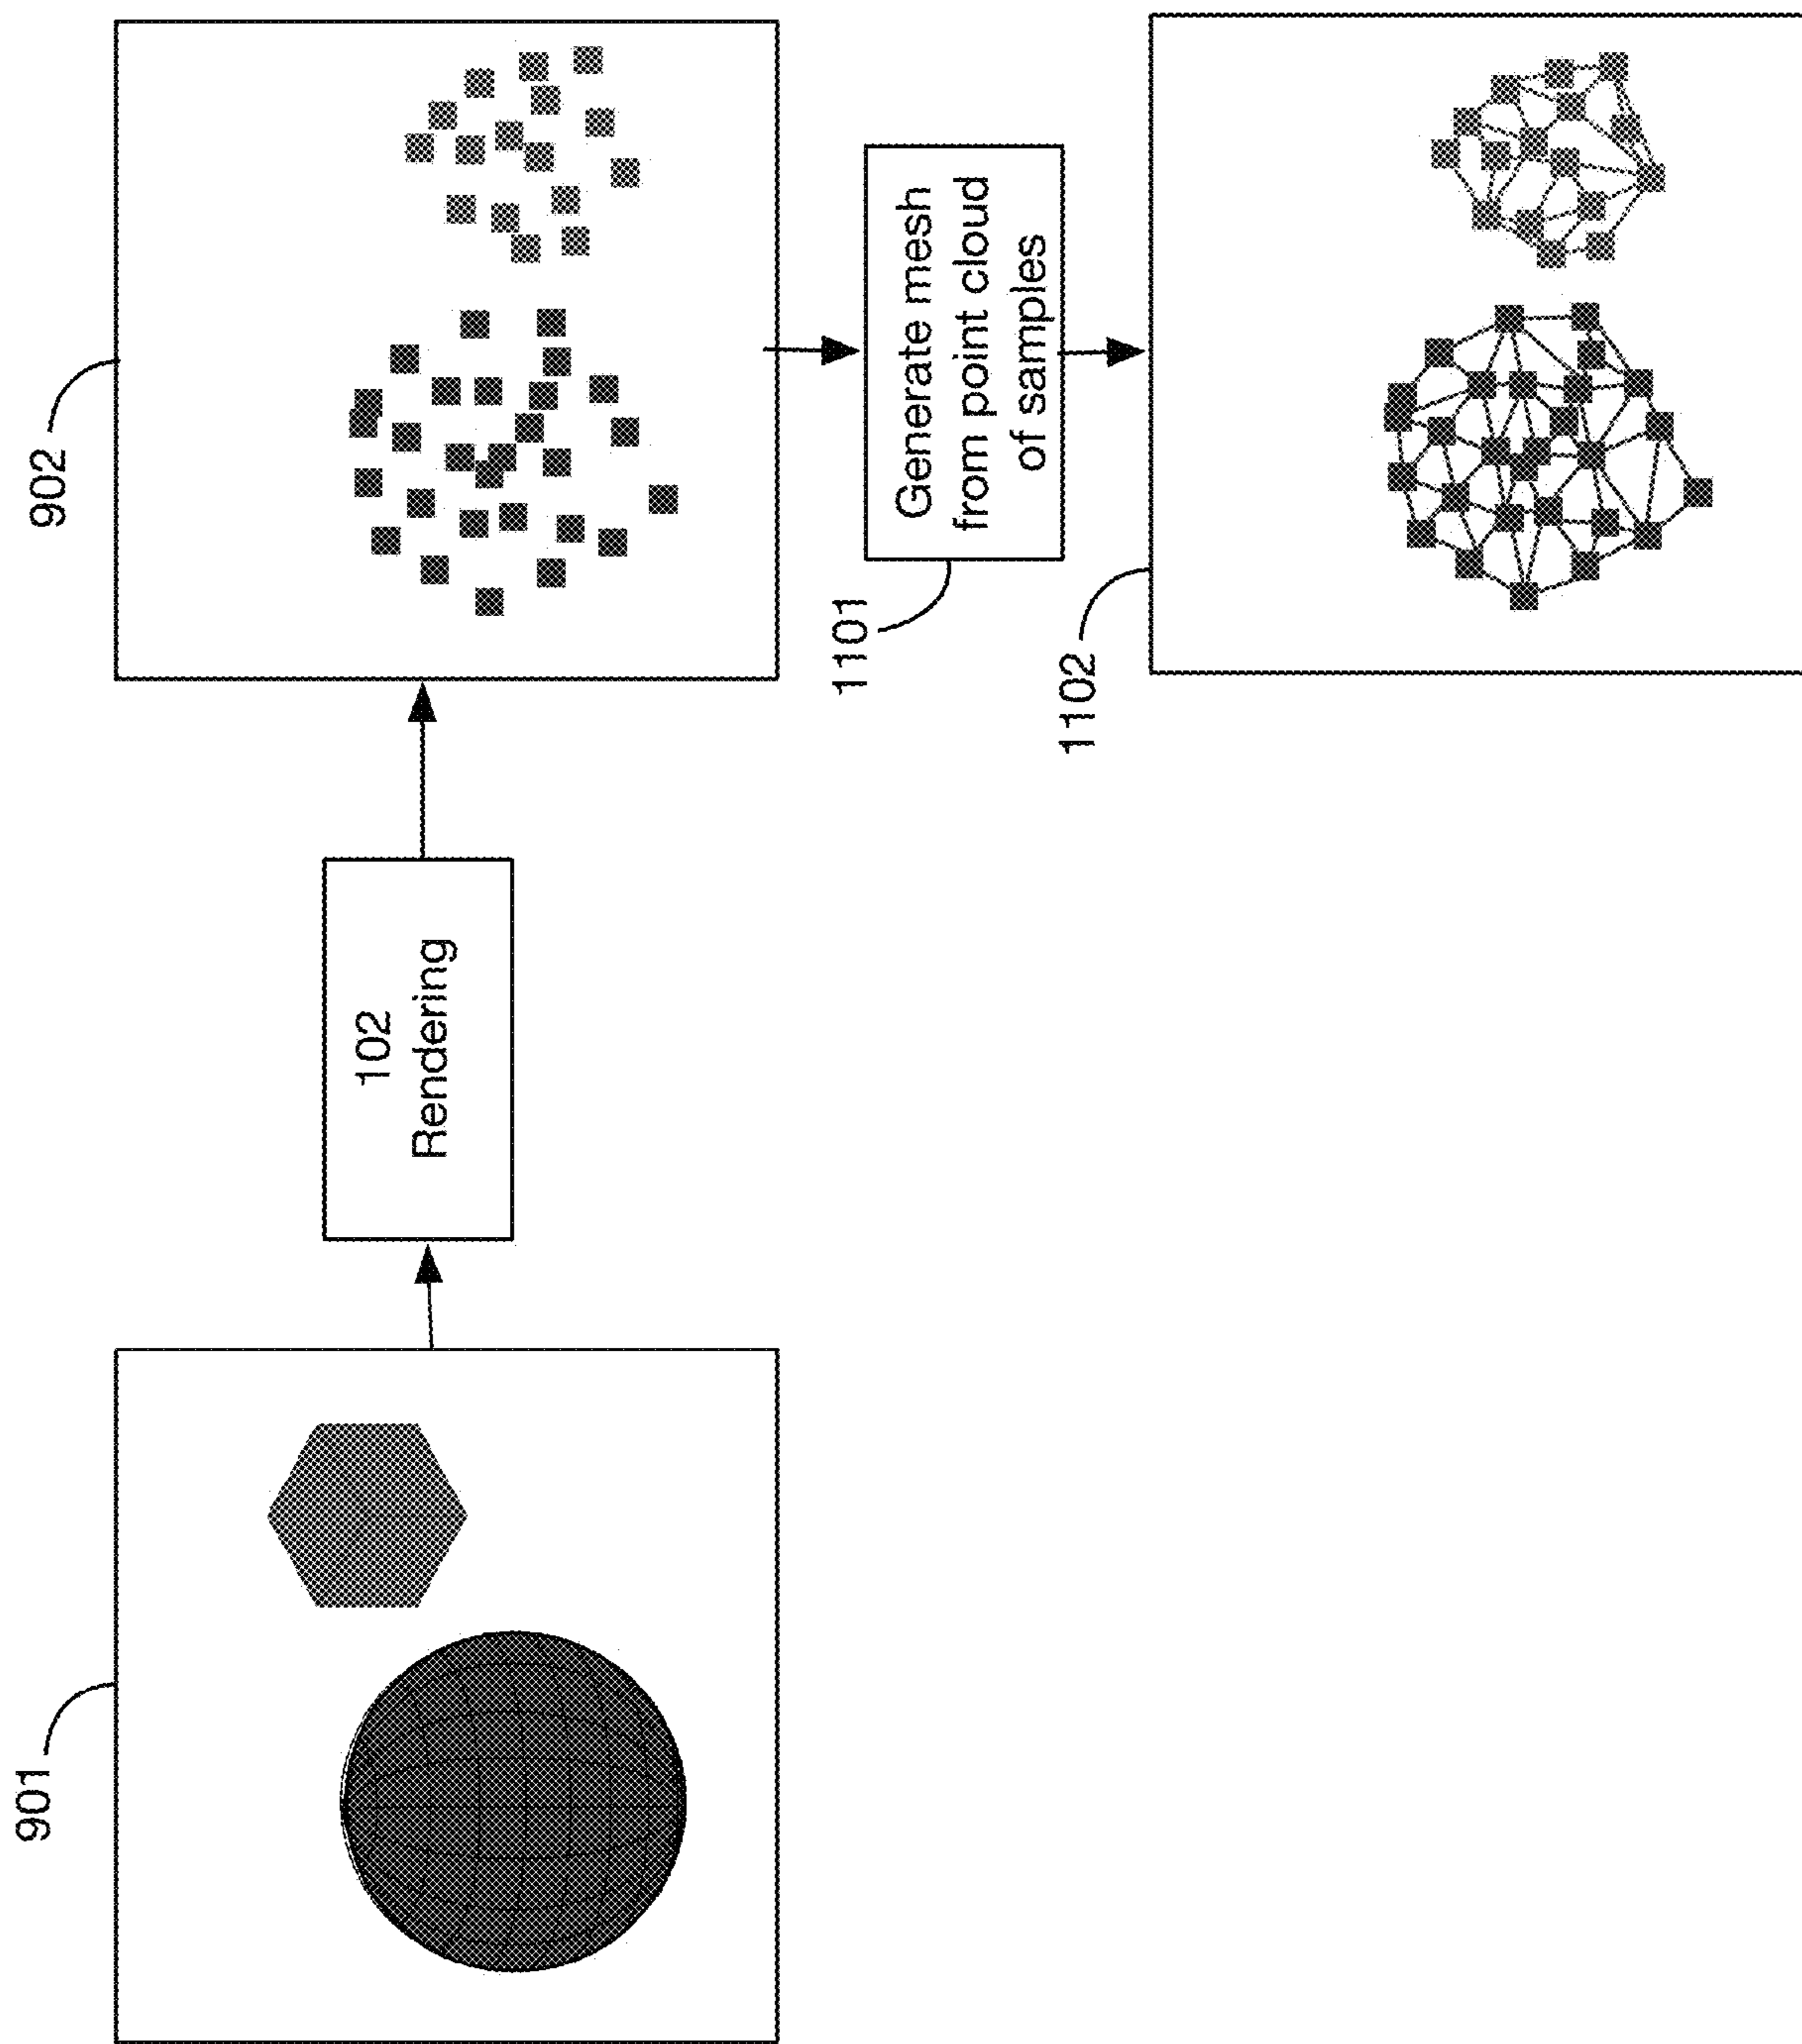 901
102
Rendering
902
1101
Generate mesh
from point cloud
of samples
1102